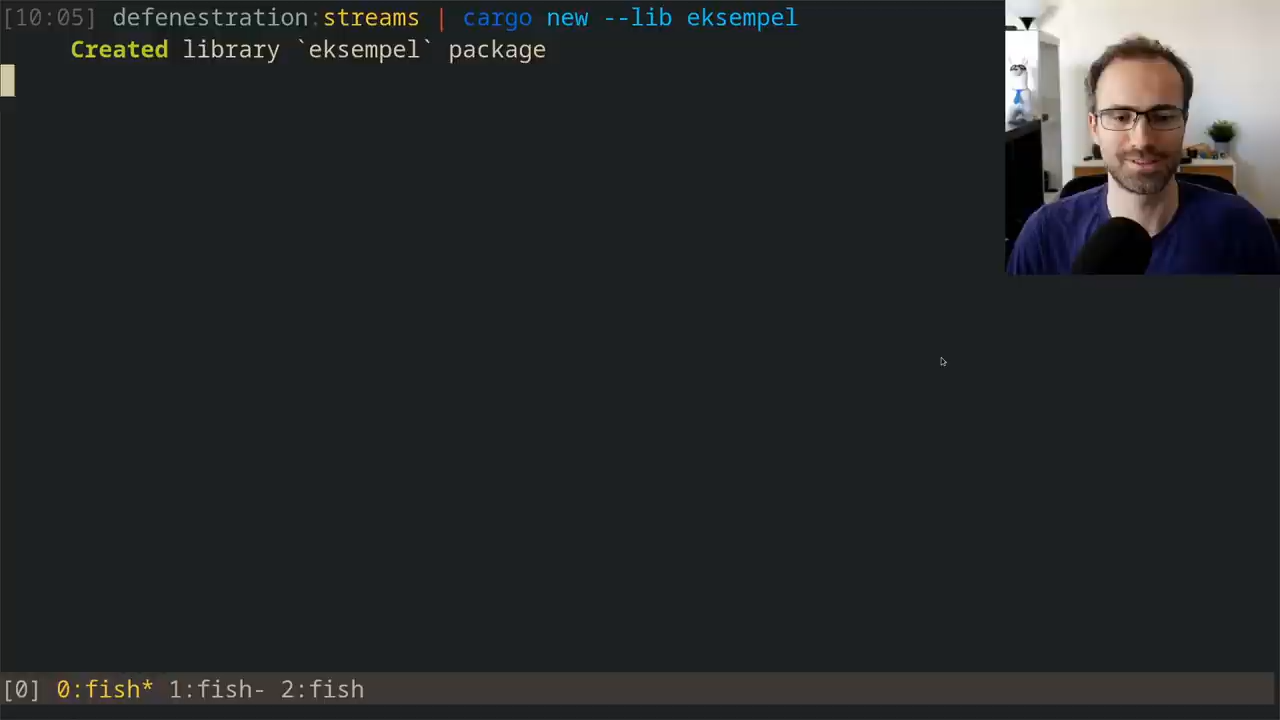 [10:05] defenestration:streams | cargo new --lib eksempel
Created library `eksempel` package
[0] 0:fish* 1:fish- 2:fish